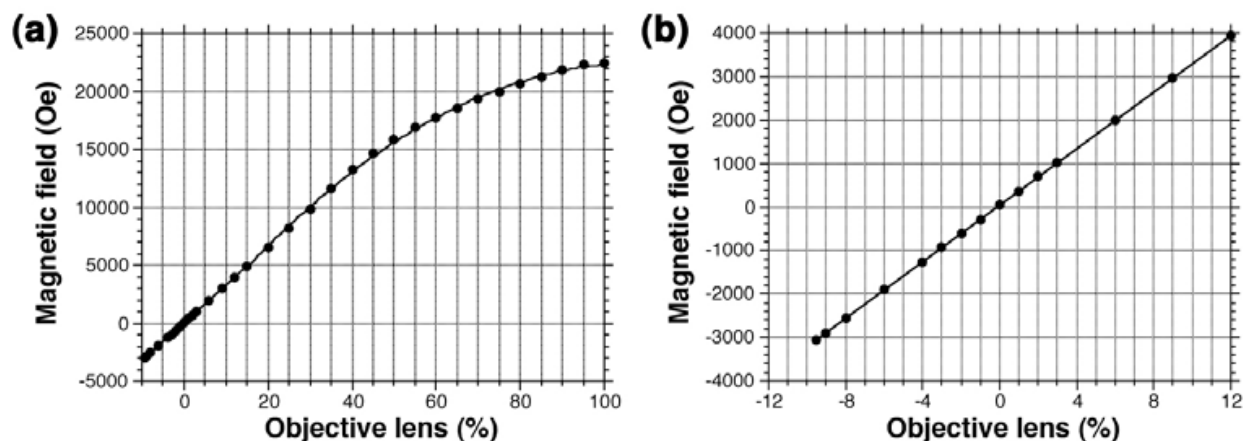 (a)
25000
20000
15000
10000
5000
0
-5000
Magnetic field (Oe)
0 20 40 60 80 100
Objective lens (%)
(b)
4000
3000
2000
1000
0
-1000
-2000
-3000
-4000
Magnetic field (Oe)
-12 -8 -4 0 4 8 12
Objective lens (%)